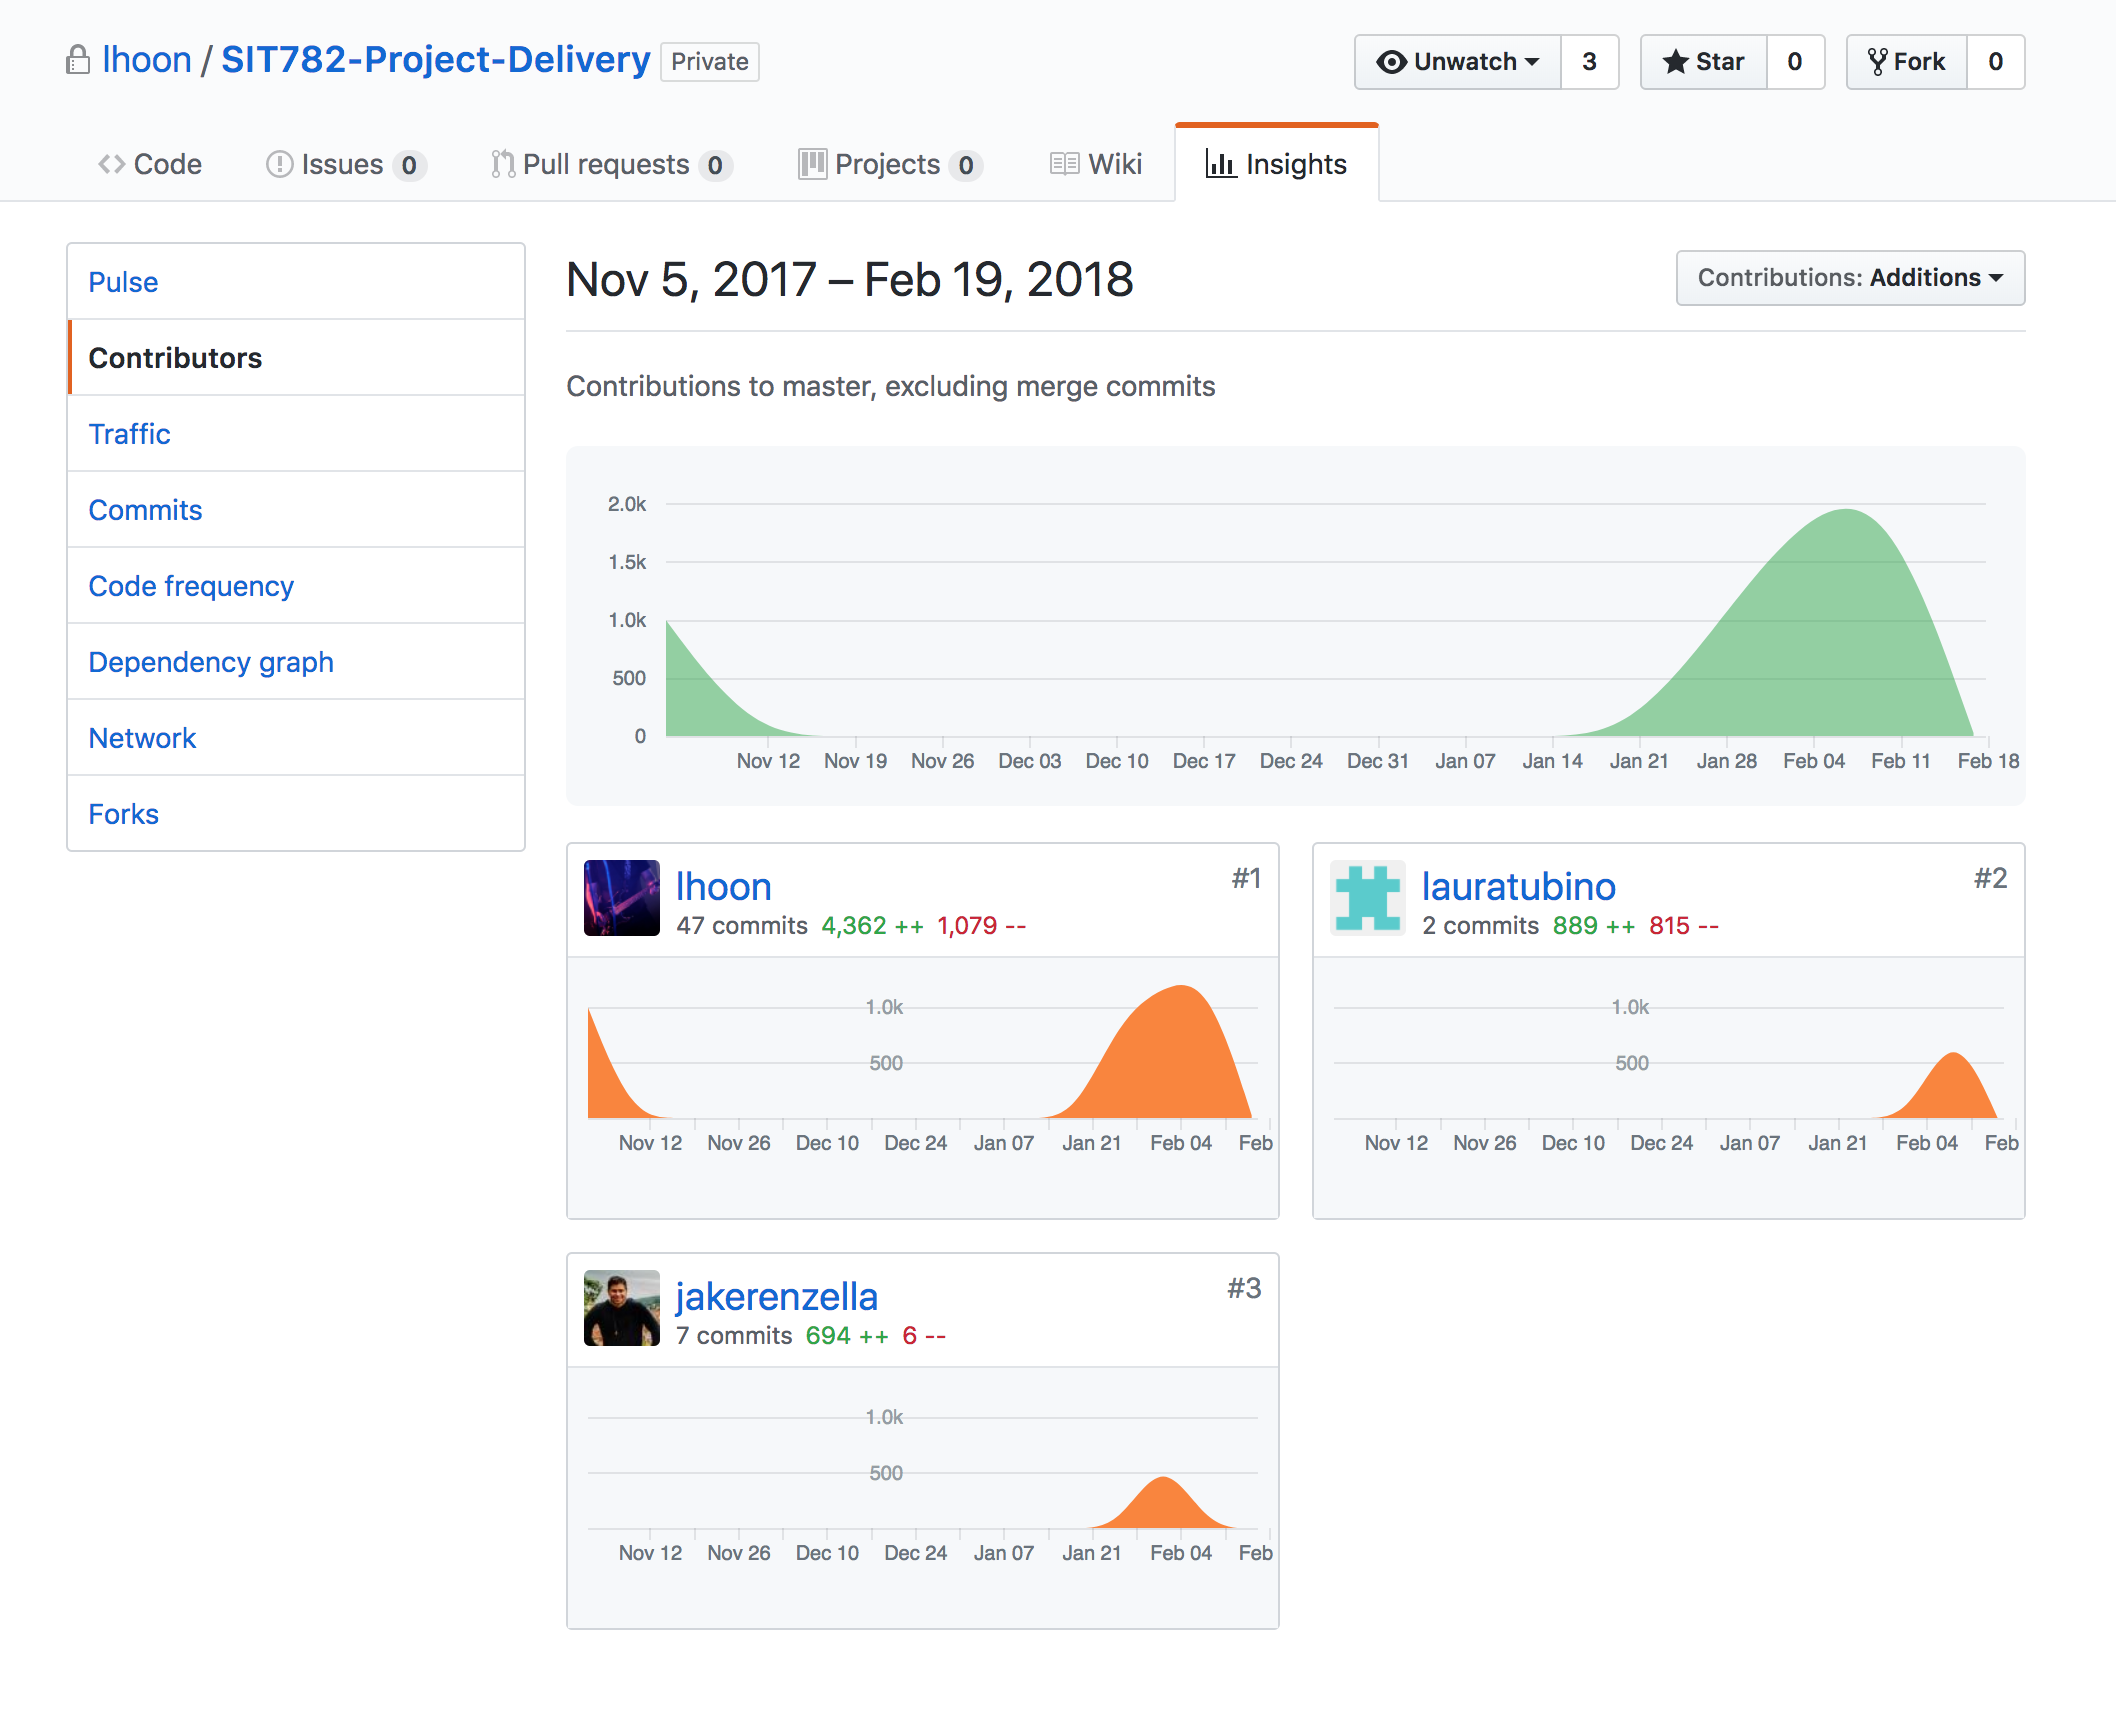 lhoon / SIT782-Project-Delivery Private
Unwatch 3 Star 0 Fork 0
Code Issues 0 Pull requests 0 Projects 0 Wiki Insights
Pulse
Contributors
Traffic
Commits
Code frequency
Dependency graph
Network
Forks
Nov 5, 2017 – Feb 19, 2018
Contributions: Additions
Contributions to master, excluding merge commits
2.0k
1.5k
1.0k
500
0
Nov 12 Nov 19 Nov 26 Dec 03 Dec 10 Dec 17 Dec 24 Dec 31 Jan 07 Jan 14 Jan 21 Jan 28 Feb 04 Feb 11 Feb 18
lhoon #1
47 commits 4,362 ++ 1,079 --
1.0k
500
Nov 12 Nov 26 Dec 10 Dec 24 Jan 07 Jan 21 Feb 04 Feb
lauratubino #2
2 commits 889 ++ 815 --
1.0k
500
Nov 12 Nov 26 Dec 10 Dec 24 Jan 07 Jan 21 Feb 04 Feb
jakerenzella #3
7 commits 694 ++ 6 --
1.0k
500
Nov 12 Nov 26 Dec 10 Dec 24 Jan 07 Jan 21 Feb 04 Feb